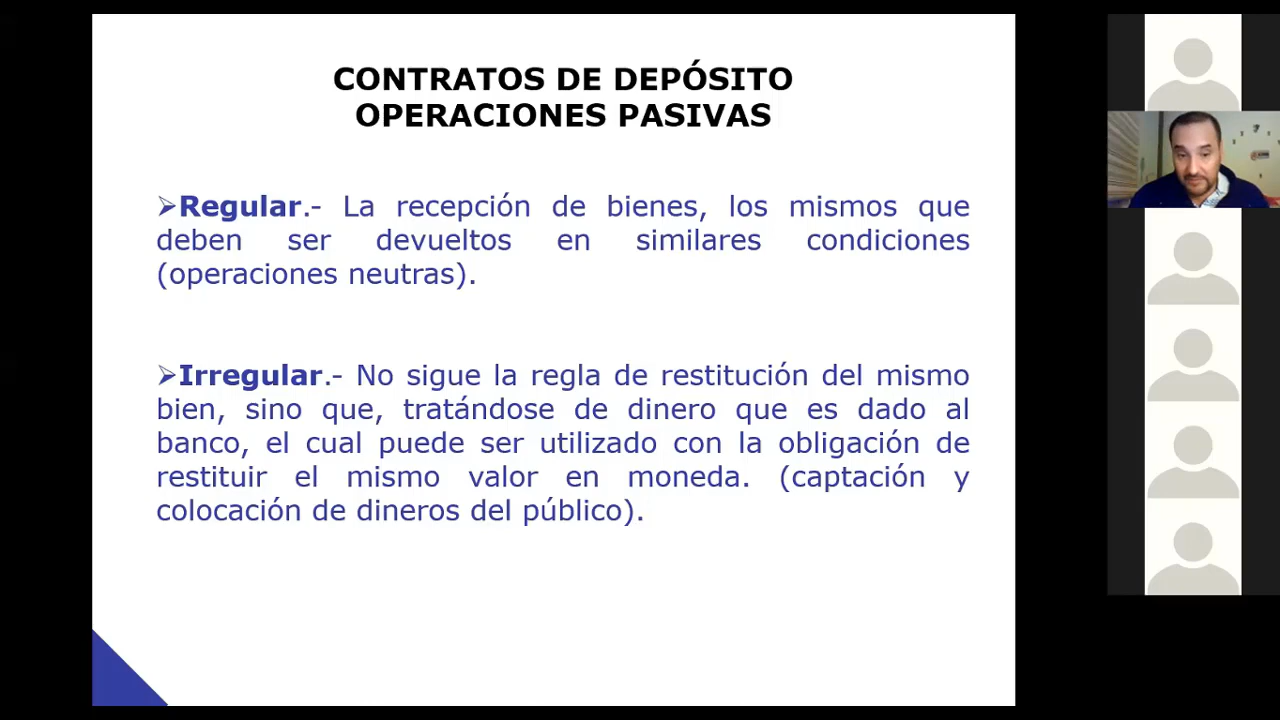 CONTRATOS DE DEPÓSITO
OPERACIONES PASIVAS
➢Regular.- La recepción de bienes, los mismos que
deben ser devueltos en similares condiciones
(operaciones neutras).
➢Irregular.- No sigue la regla de restitución del mismo
bien, sino que, tratándose de dinero que es dado al
banco, el cual puede ser utilizado con la obligación de
restituir el mismo valor en moneda. (captación y
colocación de dineros del público).